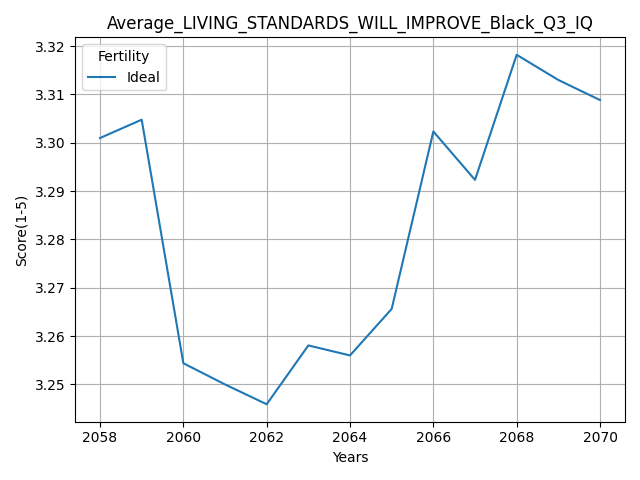 Average_LIVING_STANDARDS_WILL_IMPROVE_Black_Q3_IQ
Fertility
Ideal
Score(1-5)
3.32
3.31
3.30
3.29
3.28
3.27
3.26
3.25
2058 2060 2062 2064 2066 2068 2070
Years